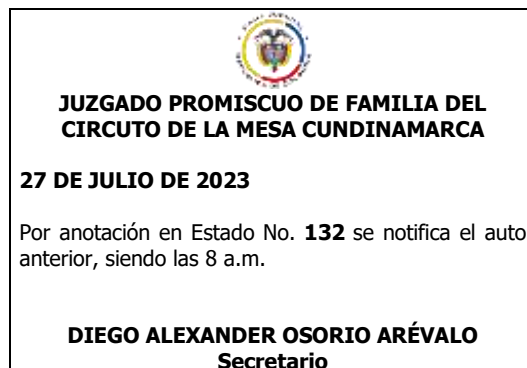 JUZGADO PROMISCUO DE FAMILIA DEL
CIRCUTO DE LA MESA CUNDINAMARCA
27 DE JULIO DE 2023
Por anotación en Estado No. 132 se notifica el auto
anterior, siendo las 8 a.m.
DIEGO ALEXANDER OSORIO ARÉVALO
Secretario